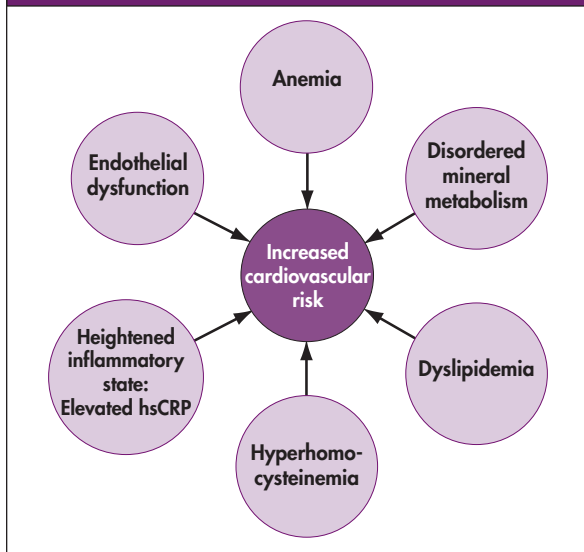 Anemia
Endothelial
dysfunction
Disordered
mineral
metabolism
Increased
cardiovascular
risk
Heightened
inflammatory
state:
Elevated hsCRP
Dyslipidemia
Hyperhomo-
cysteinemia